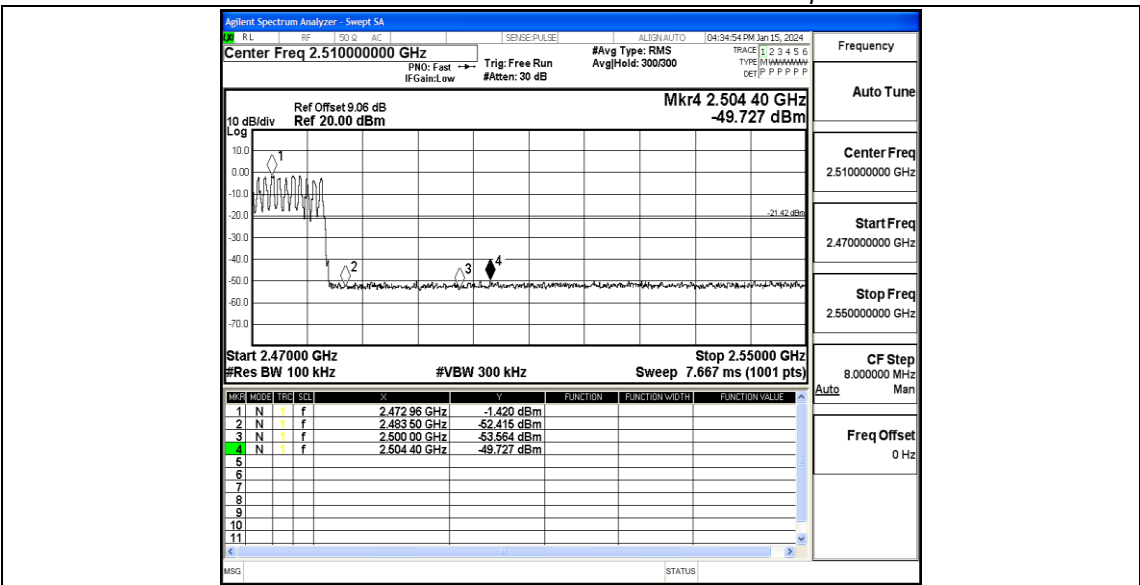 Agilent Spectrum Analyzer - Swept SA
RL RF 50 Ω AC SENSE:PULSE ALIGN AUTO 04:34:54 PM Jan 15, 2024
Center Freq 2.510000000 GHz #Avg Type: RMS TRACE 1 2 3 4 5 6
PNO: Fast Trig: Free Run Avg|Hold: 300/300 TYPE M WWWWW
IFGain:Low #Atten: 30 dB DET P P P P P P
Mkr4 2.504 40 GHz
-49.727 dBm
Ref Offset 9.06 dB
10 dB/div Ref 20.00 dBm
Log
10.0
0.00
-10.0
-20.0
-30.0
-40.0
-50.0
-60.0
-70.0
1
2
3
4
-21.42 dBm
Start 2.47000 GHz Stop 2.55000 GHz
#Res BW 100 kHz #VBW 300 kHz Sweep 7.667 ms (1001 pts)
MKR MODE TRC SCL X Y FUNCTION FUNCTION WIDTH FUNCTION VALUE
1 N 1 f 2.472 96 GHz -1.420 dBm
2 N 1 f 2.483 50 GHz -52.415 dBm
3 N 1 f 2.500 00 GHz -53.564 dBm
4 N 1 f 2.504 40 GHz -49.727 dBm
5
6
7
8
9
10
11
MSG STATUS
Frequency
Auto Tune
Center Freq
2.510000000 GHz
Start Freq
2.470000000 GHz
Stop Freq
2.550000000 GHz
CF Step
8.000000 MHz
Auto Man
Freq Offset
0 Hz